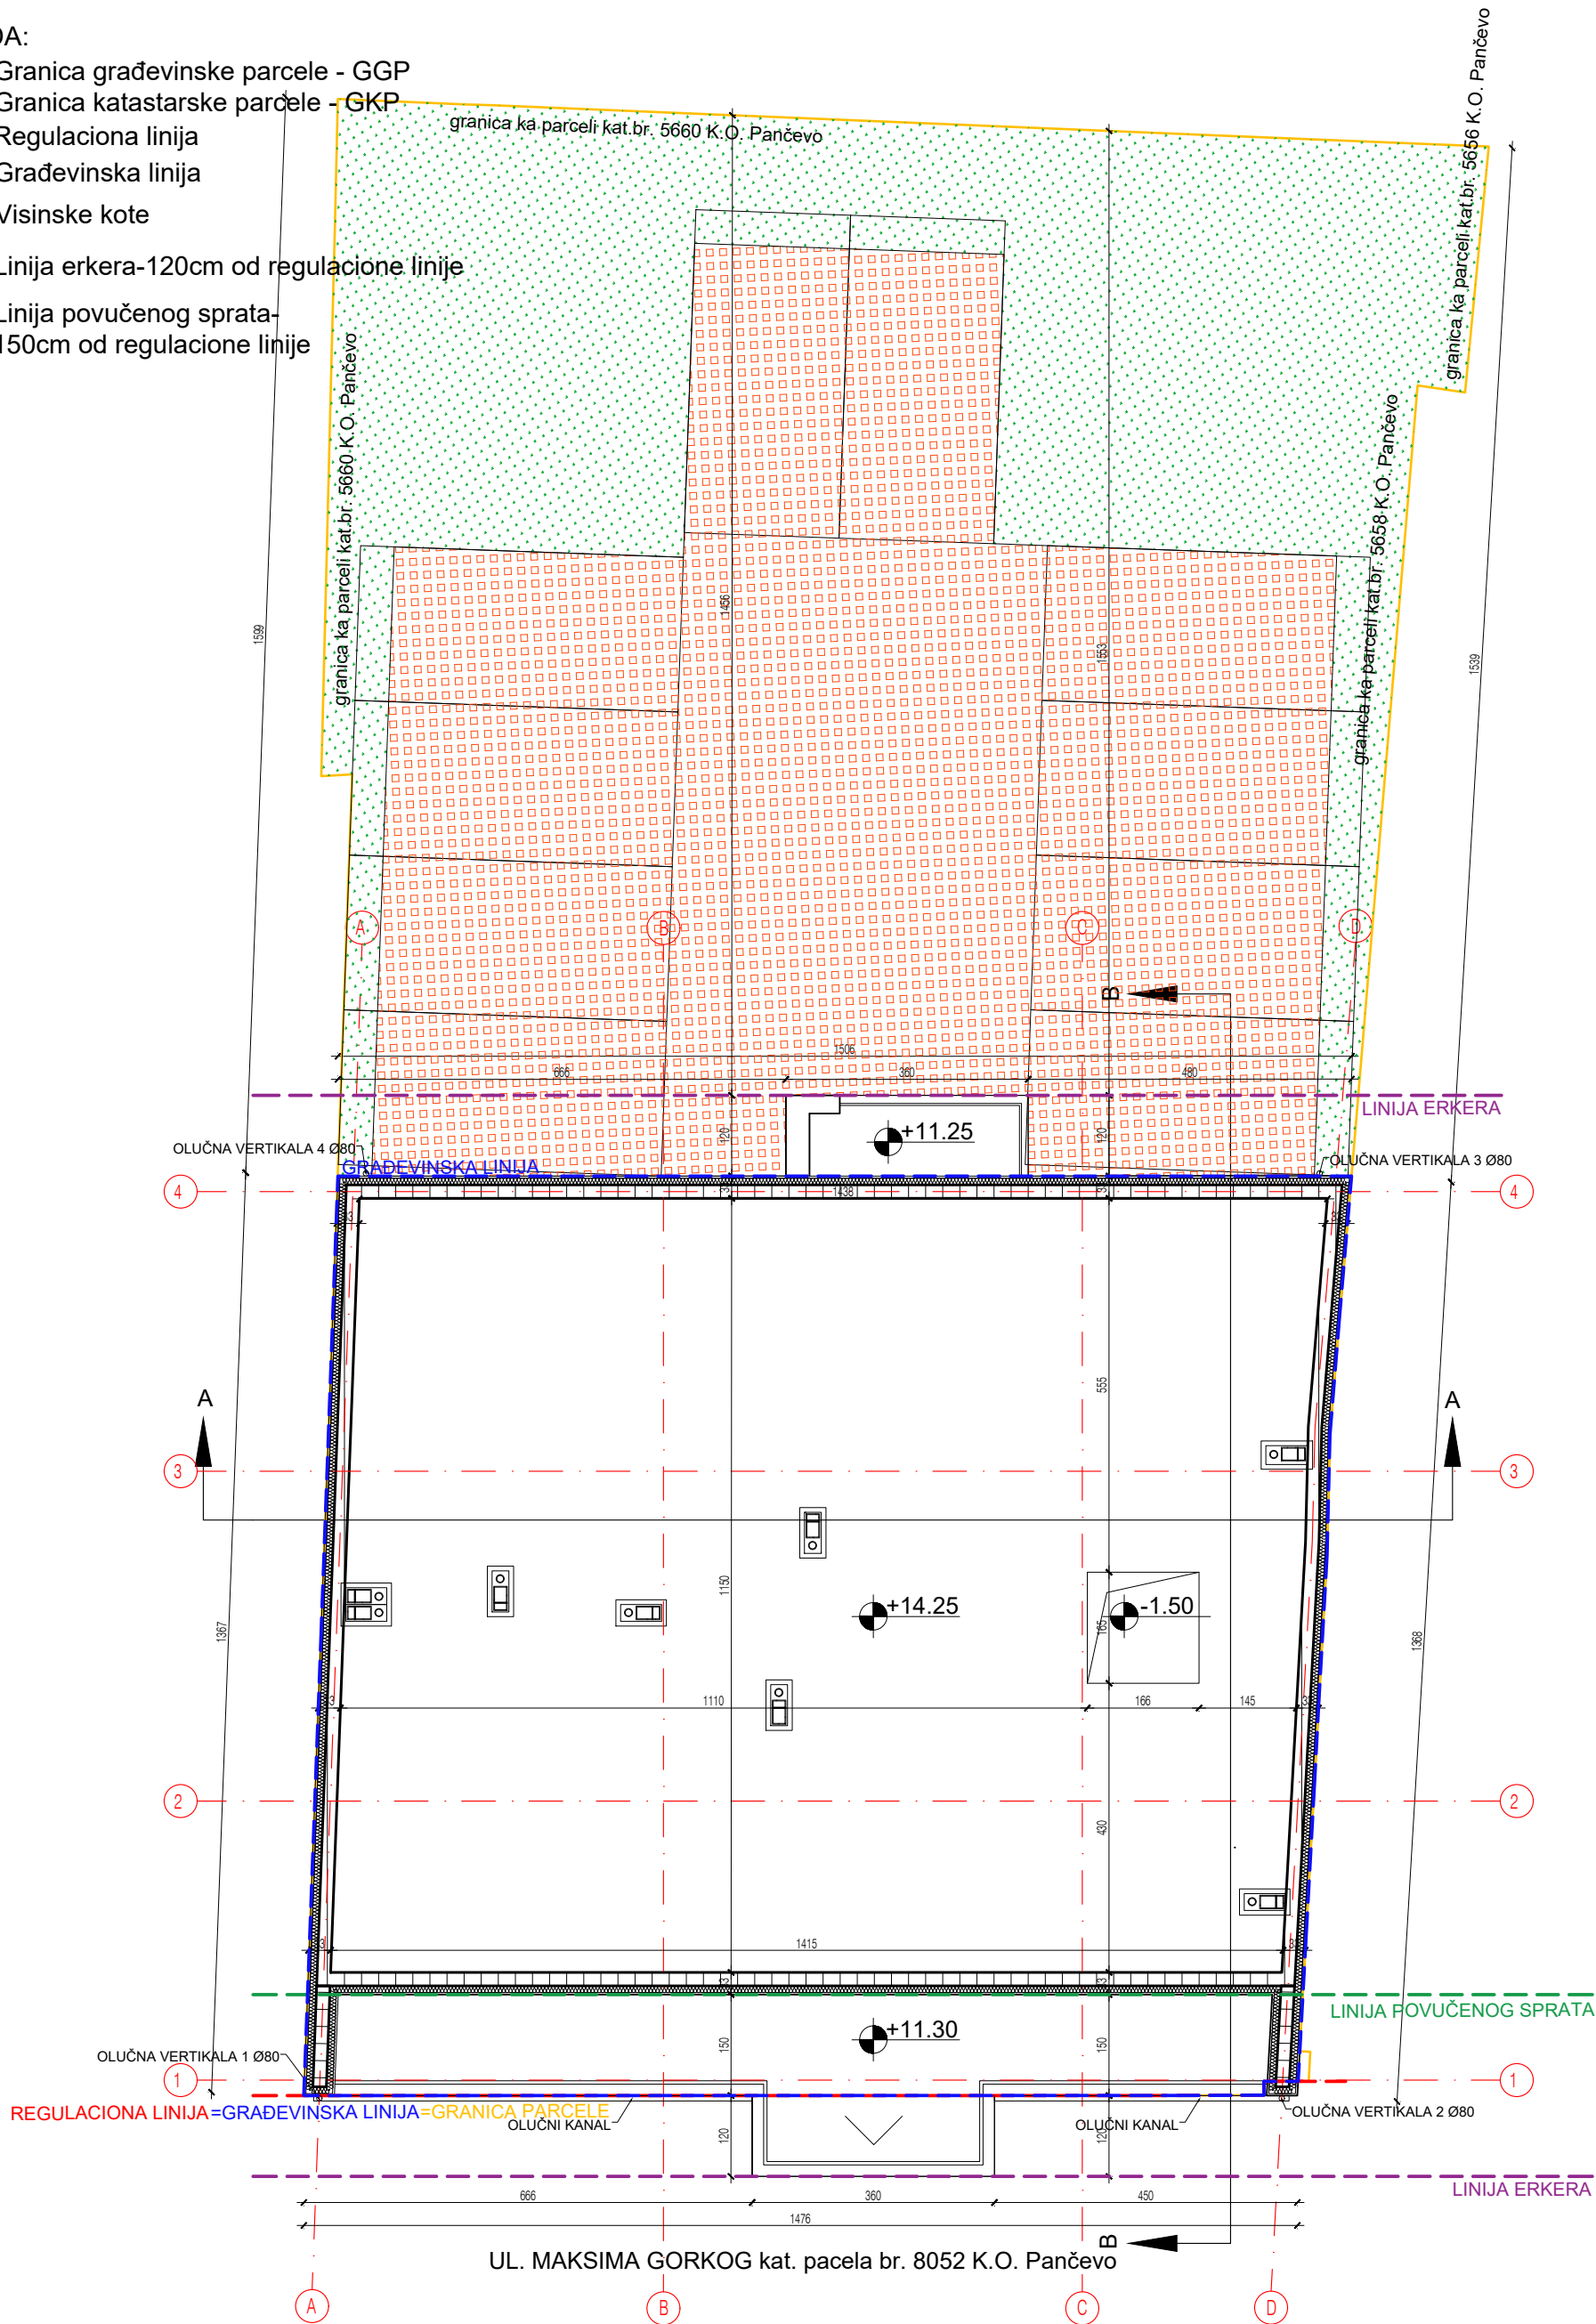 DA:
Granica građevinske parcele - GGP
Granica katastarske parcele - GKP
Regulaciona linija
Građevinska linija
Visinske kote
Linija erkera-120cm od regulacione linije
Linija povučenog sprata-
150cm od regulacione linije
granica ka parceli kat.br. 5660 K.O. Pančevo
granica ka parceli kat.br. 5656 K.O. Pančevo
granica ka parceli kat.br. 5660 K.O. Pančevo
granica ka parceli kat.br. 5658 K.O. Pančevo
1599
1456
1553
1539
A
B
C
D
B
1506
666
360
480
LINIJA ERKERA
120
+11.25
120
OLUČNA VERTIKALA 4 Ø80
GRAĐEVINSKA LINIJA
OLUČNA VERTIKALA 3 Ø80
4
1438
4
555
A
A
3
3
1150
+14.25
165
-1.50
1367
1368
1110
166
145
2
2
430
1415
LINIJA POVUČENOG SPRATA
150
+11.30
150
OLUČNA VERTIKALA 1 Ø80
1
1
REGULACIONA LINIJA=GRAĐEVINSKA LINIJA=GRANICA PARCELE
OLUČNI KANAL
OLUČNI KANAL
OLUČNA VERTIKALA 2 Ø80
120
120
LINIJA ERKERA
666
360
450
1476
B
UL. MAKSIMA GORKOG kat. pacela br. 8052 K.O. Pančevo
A
B
C
D